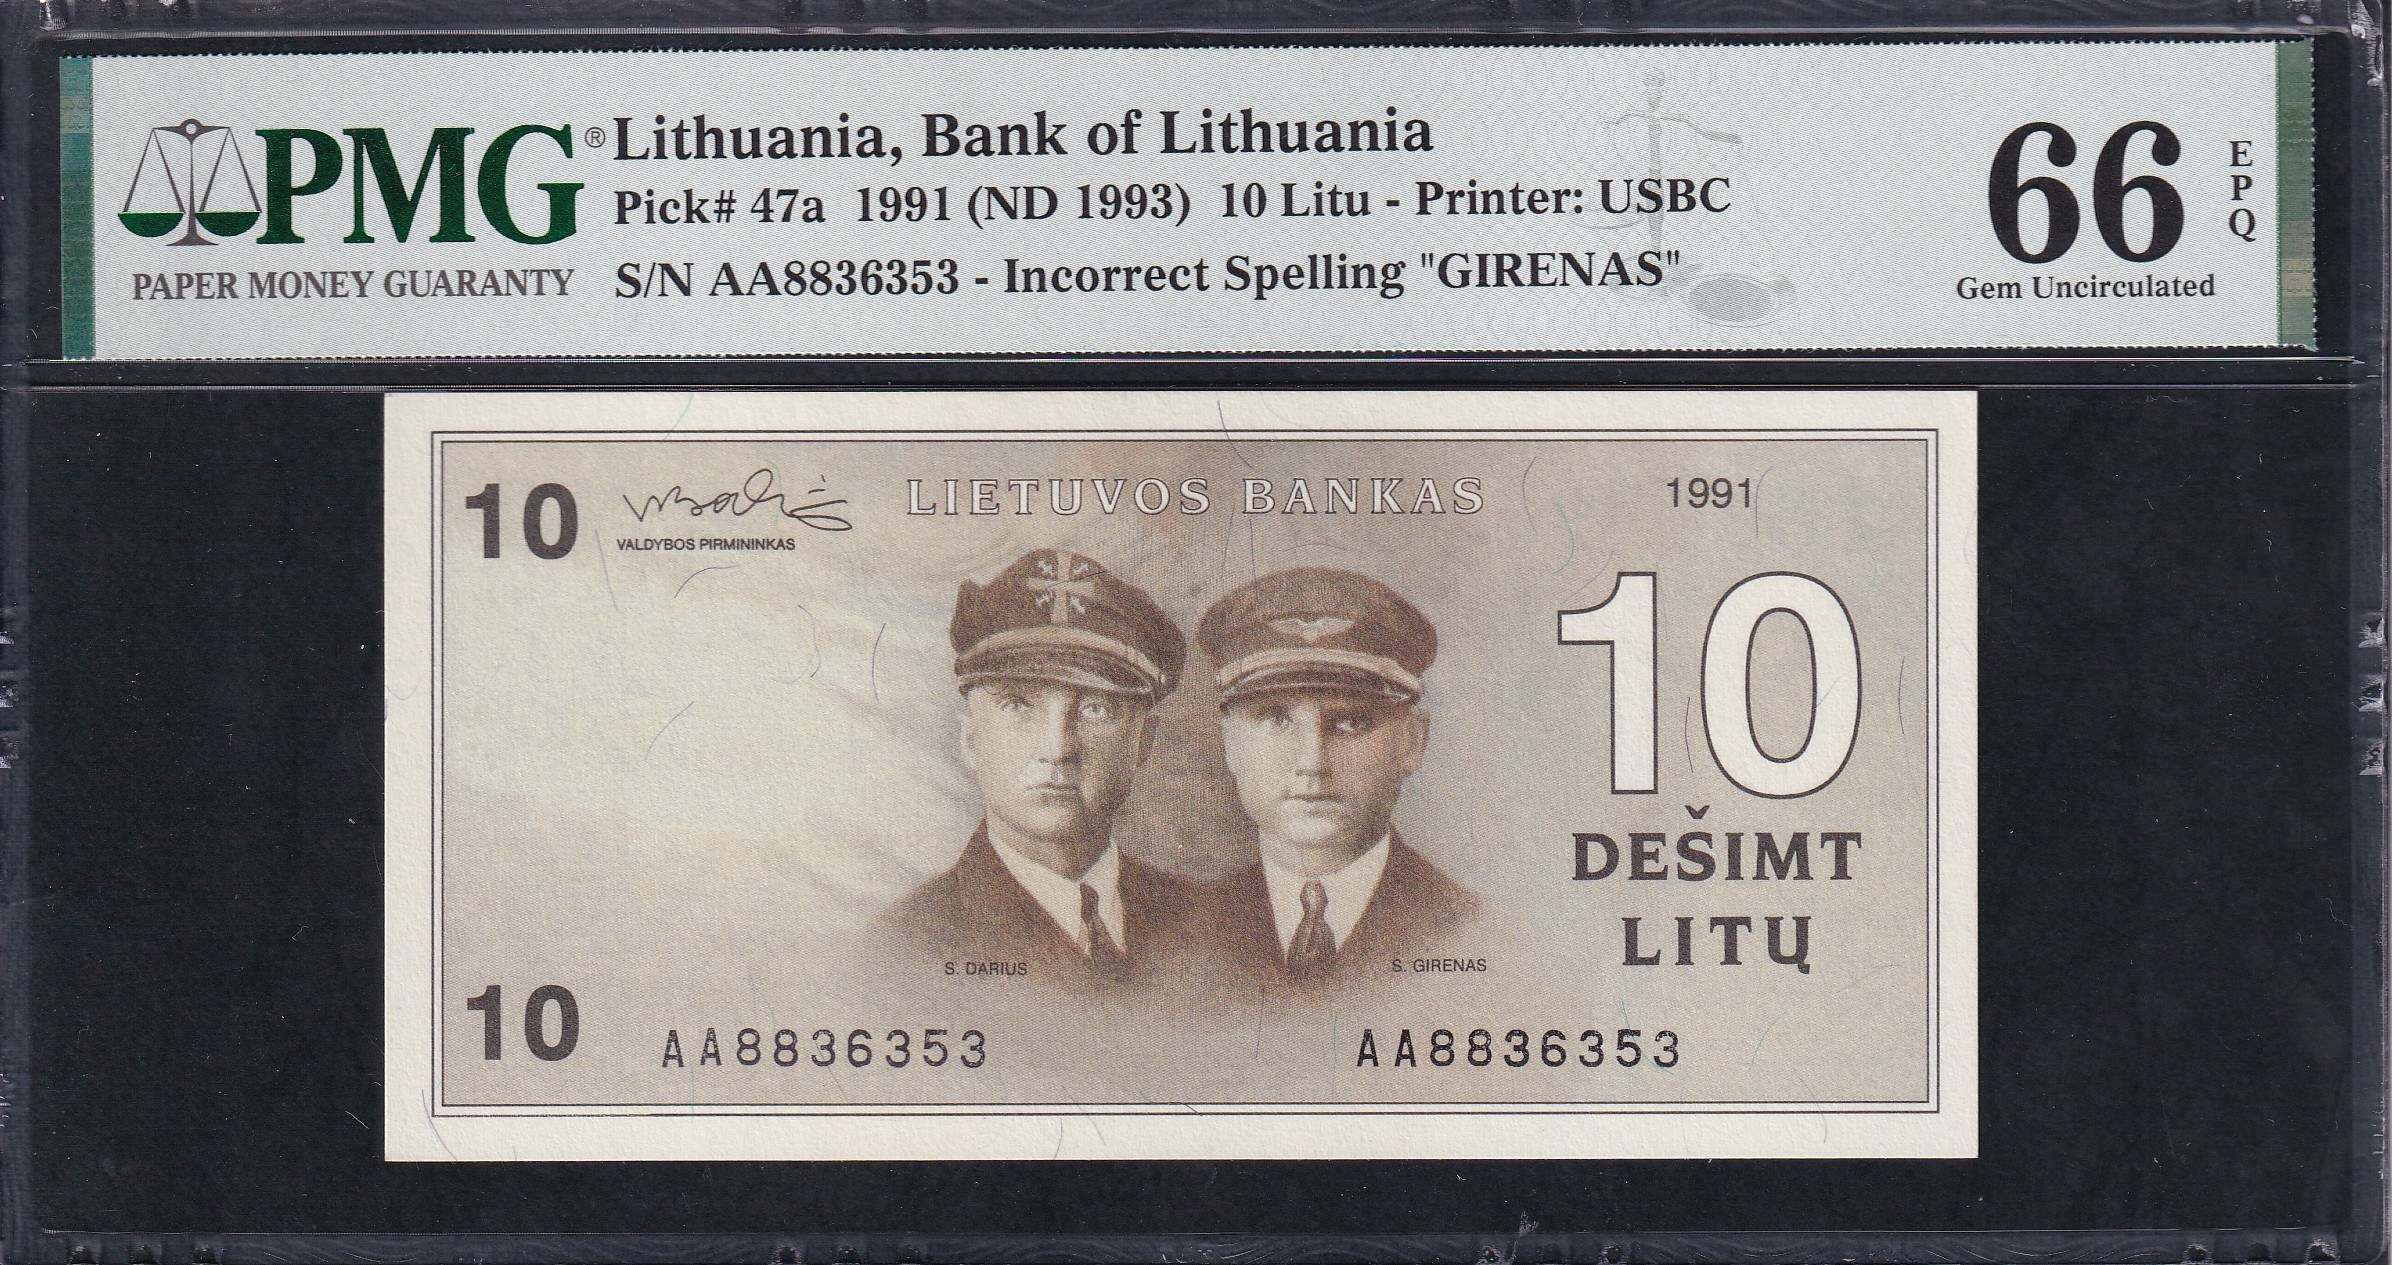 PMG®
PAPER MONEY GUARANTY
Lithuania, Bank of Lithuania
Pick# 47a 1991 (ND 1993) 10 Litu - Printer: USBC
S/N AA8836353 - Incorrect Spelling "GIRENAS"
66
EPQ
Gem Uncirculated
10
VALDYBOS PIRMININKAS
LIETUVOS BANKAS
1991
10
DEŠIMT
LITŲ
S. DARIUS
S. GIRENAS
10
AA8836353
AA8836353